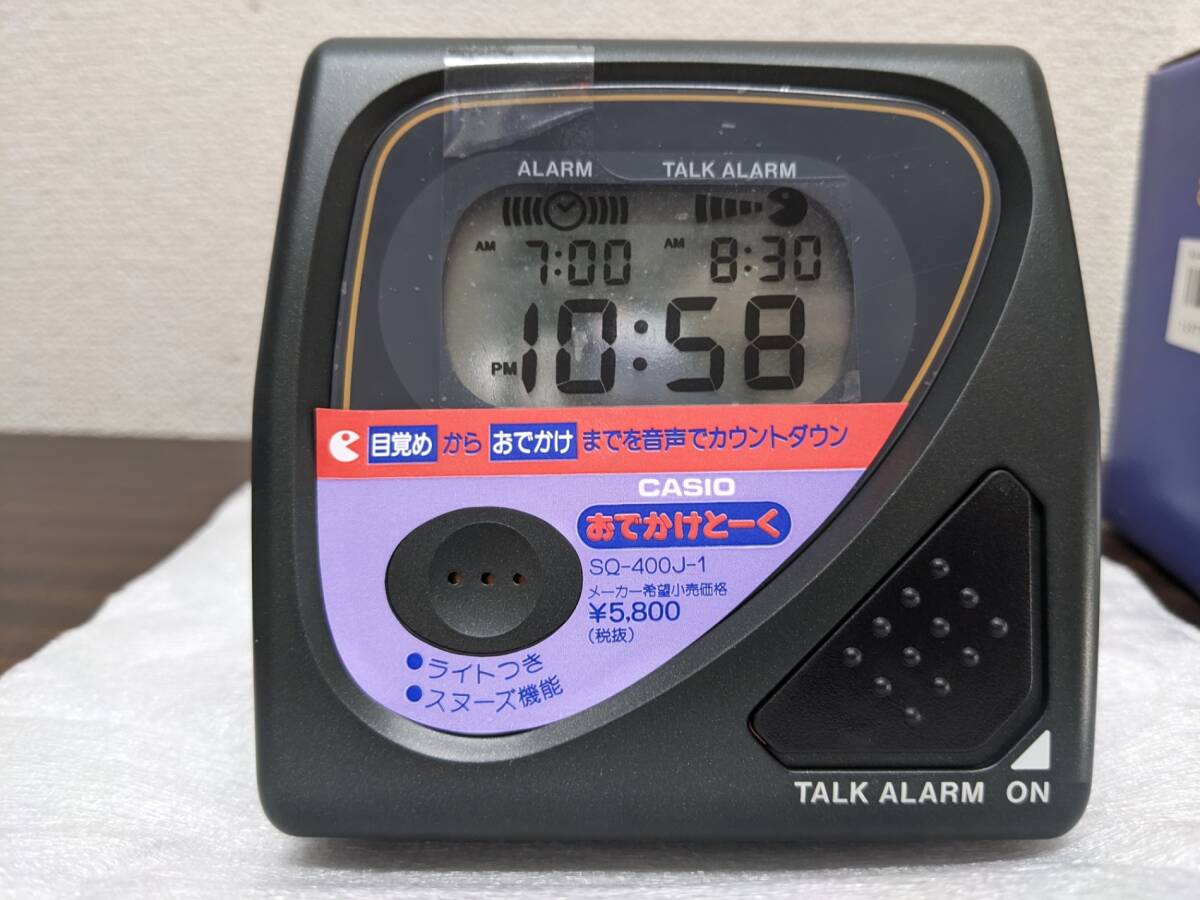 ALARM TALK ALARM
AM 7:00 AM 8:30
PM 10:58
目覚め から おでかけ までを音声でカウントダウン
CASIO
おでかけとーく
SQ-400J-1
メーカー希望小売価格
¥5,800
(税抜)
●ライトつき
●スヌーズ機能
TALK ALARM ON